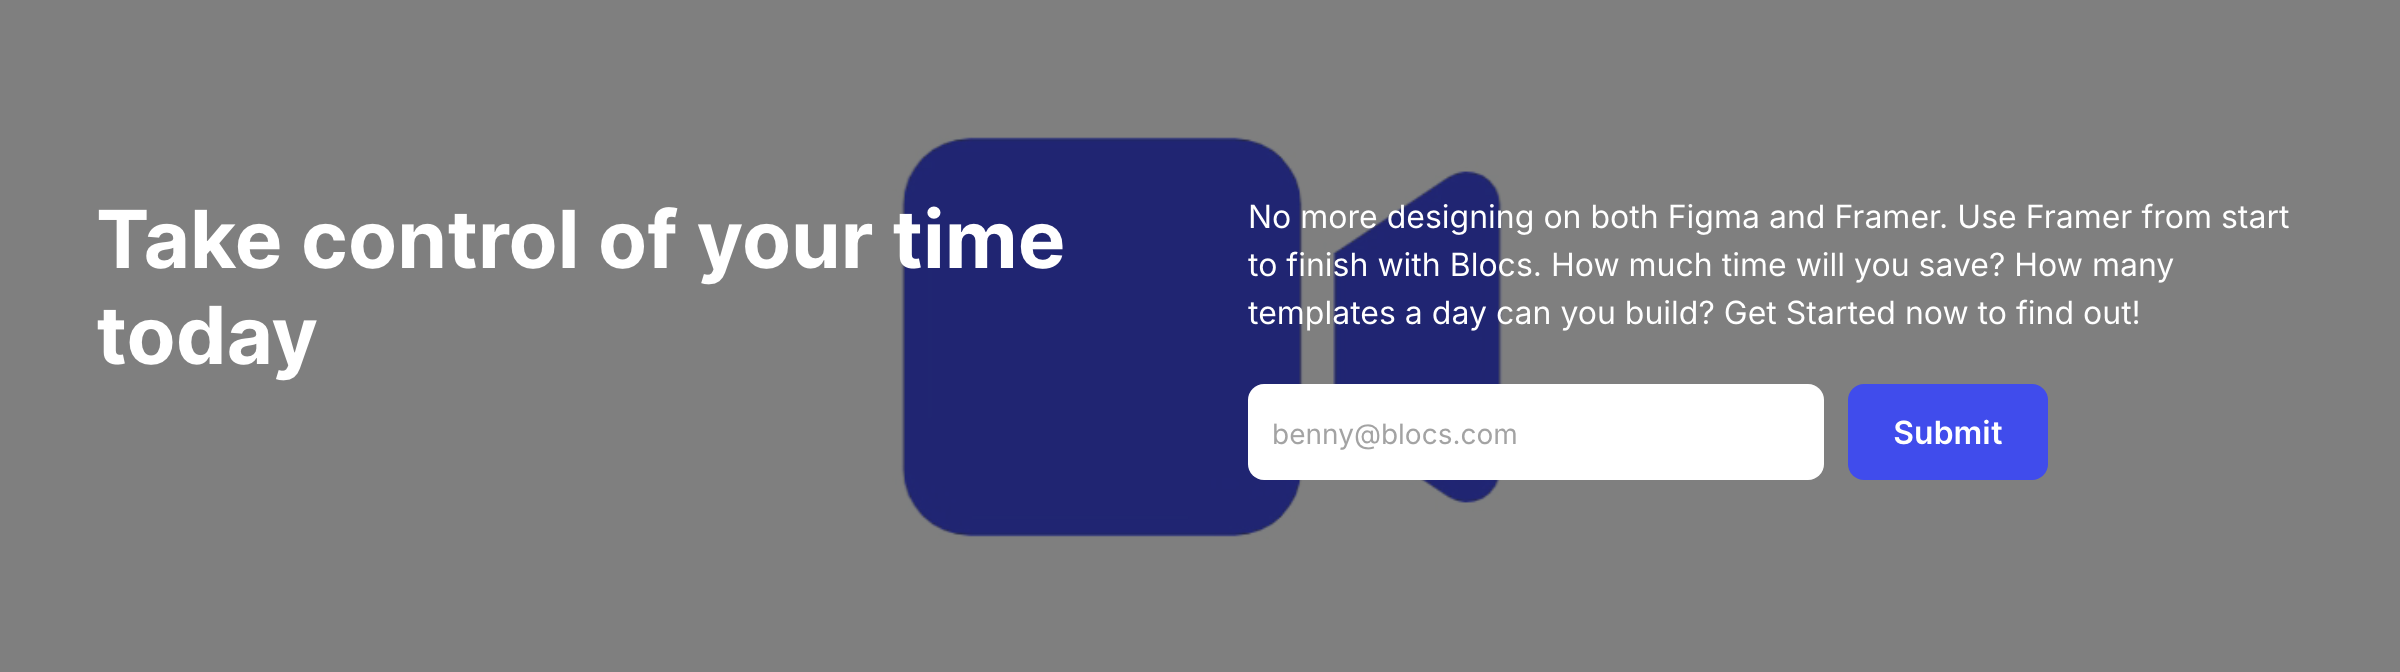 Take control of your time
today
No more designing on both Figma and Framer. Use Framer from start
to finish with Blocs. How much time will you save? How many
templates a day can you build? Get Started now to find out!
benny@blocs.com
Submit